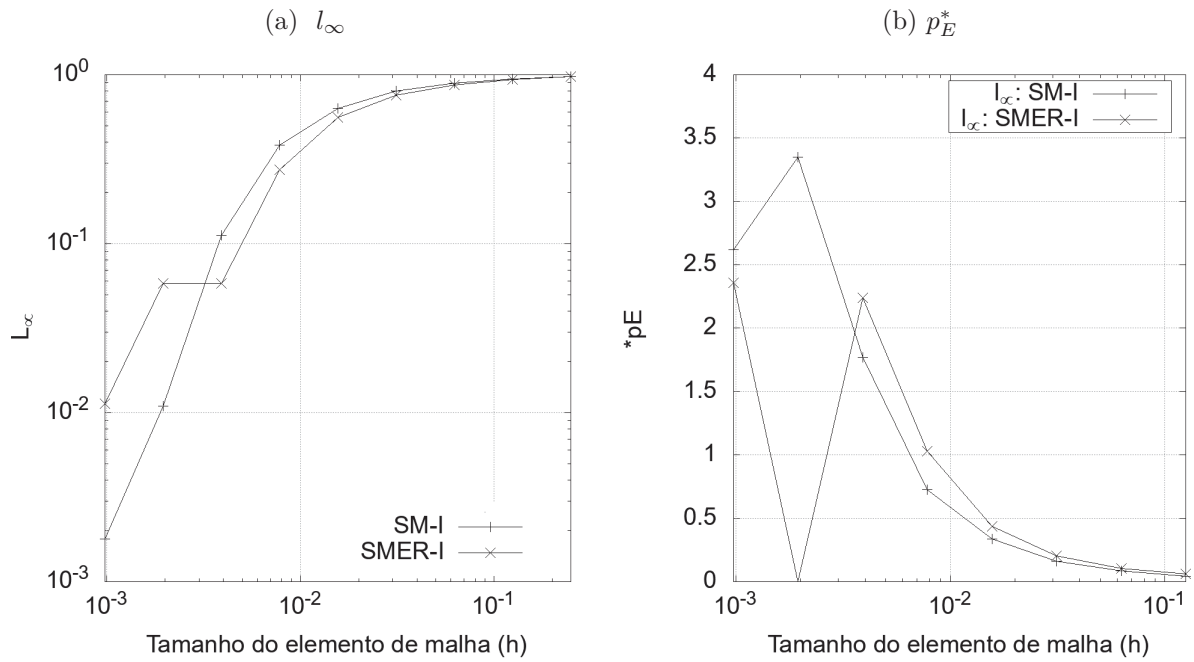 (a) l∞
(b) p*E
10^0
10^-1
10^-2
10^-3
L∝
SM-I
SMER-I
10^-3
10^-2
10^-1
Tamanho do elemento de malha (h)
4
3.5
3
2.5
2
1.5
1
0.5
0
*pE
I∝: SM-I
I∝: SMER-I
10^-3
10^-2
10^-1
Tamanho do elemento de malha (h)